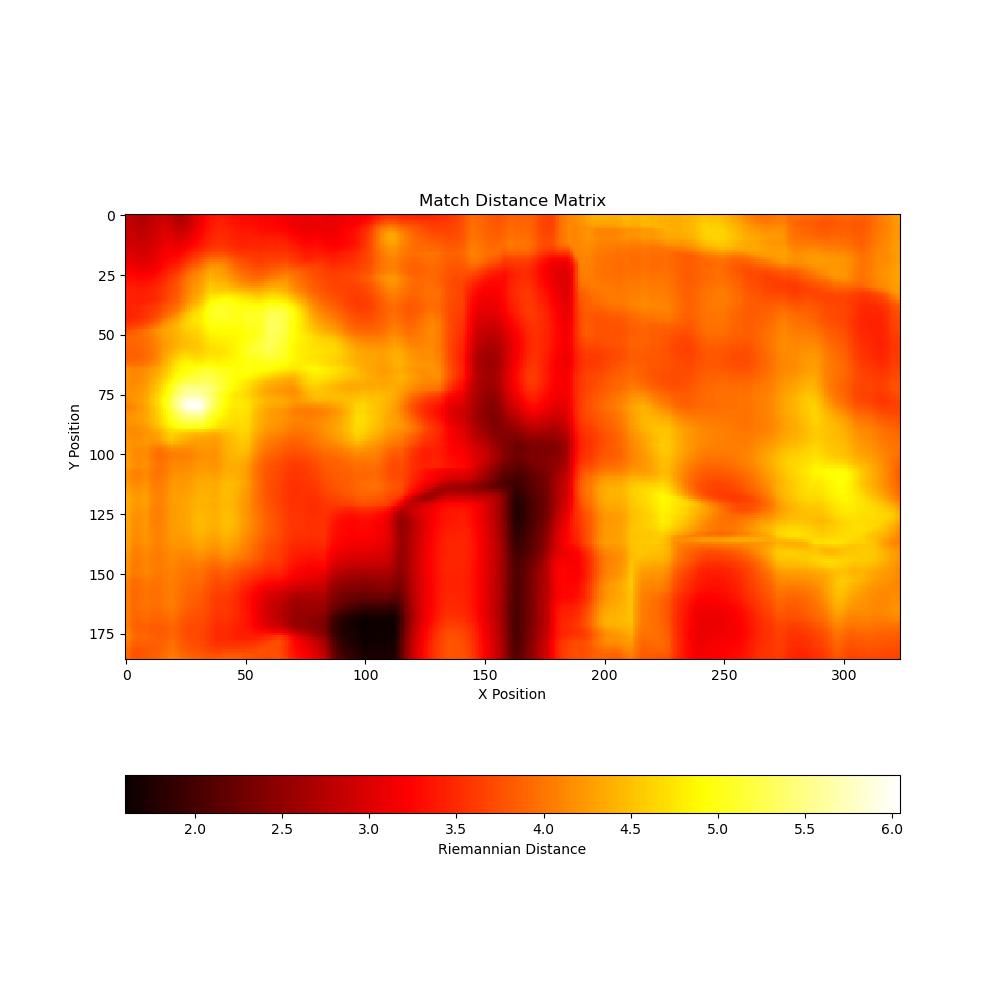 Match Distance Matrix
0
25
50
75
100
125
150
175
Y Position
0 50 100 150 200 250 300
X Position
2.0 2.5 3.0 3.5 4.0 4.5 5.0 5.5 6.0
Riemannian Distance